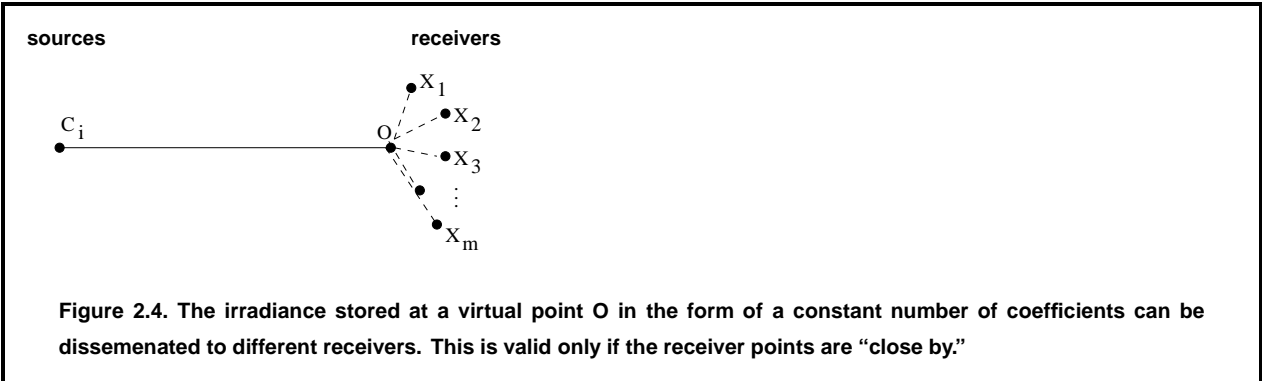 sources receivers
X1
X2
Ci
O
X3
⋮
Xm
Figure 2.4. The irradiance stored at a virtual point O in the form of a constant number of coefficients can be
dissemenated to different receivers. This is valid only if the receiver points are “close by.”